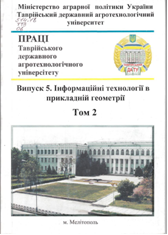 Міністерство аграрної політики України
Таврійський державний агротехнологічний
університет
ПРАЦІ
Таврійського
державного
агротехнологічного
університету
Випуск 5. Інформаційні технології в
прикладній геометрії
Том 2
м. Мелітополь